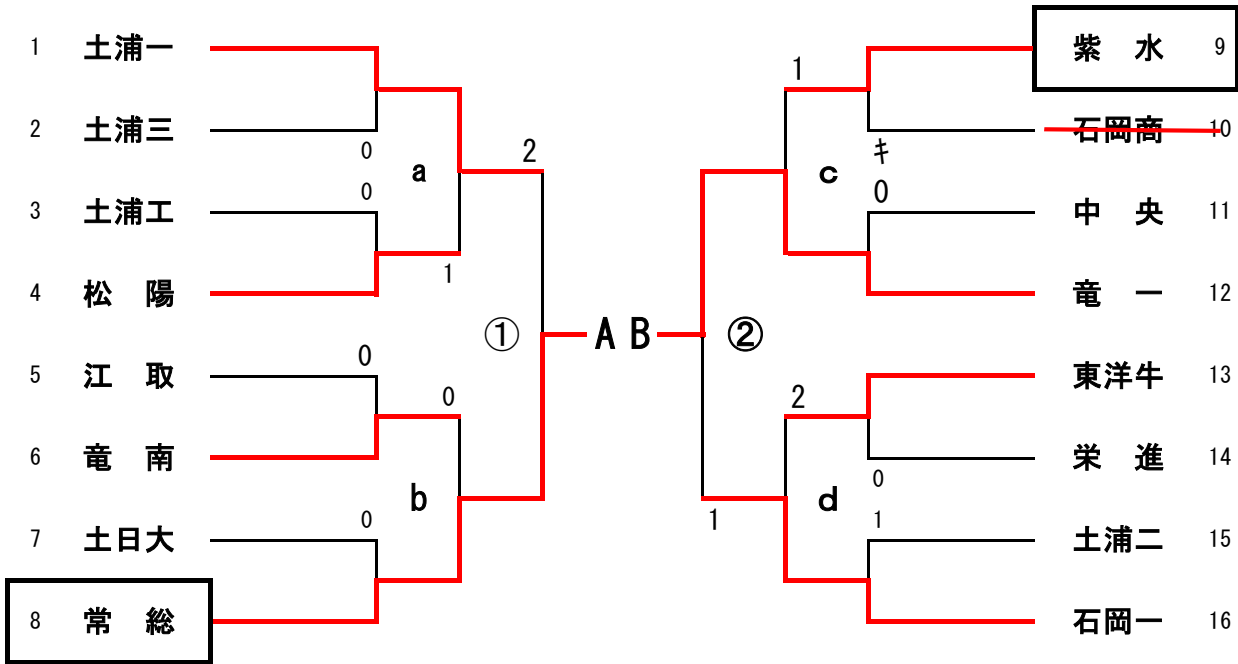 1 土浦一
2 土浦三
0
a
0
3 土浦工
1
4 松 陽
2
① A
5 江 取
0
0
6 竜 南
b
0
7 土日大
8 常 総
紫 水 9
1
石岡商 10
キ
c
0
中 央 11
竜 一 12
B ②
東洋牛 13
2
栄 進 14
0
d
1
1
土浦二 15
石岡一 16